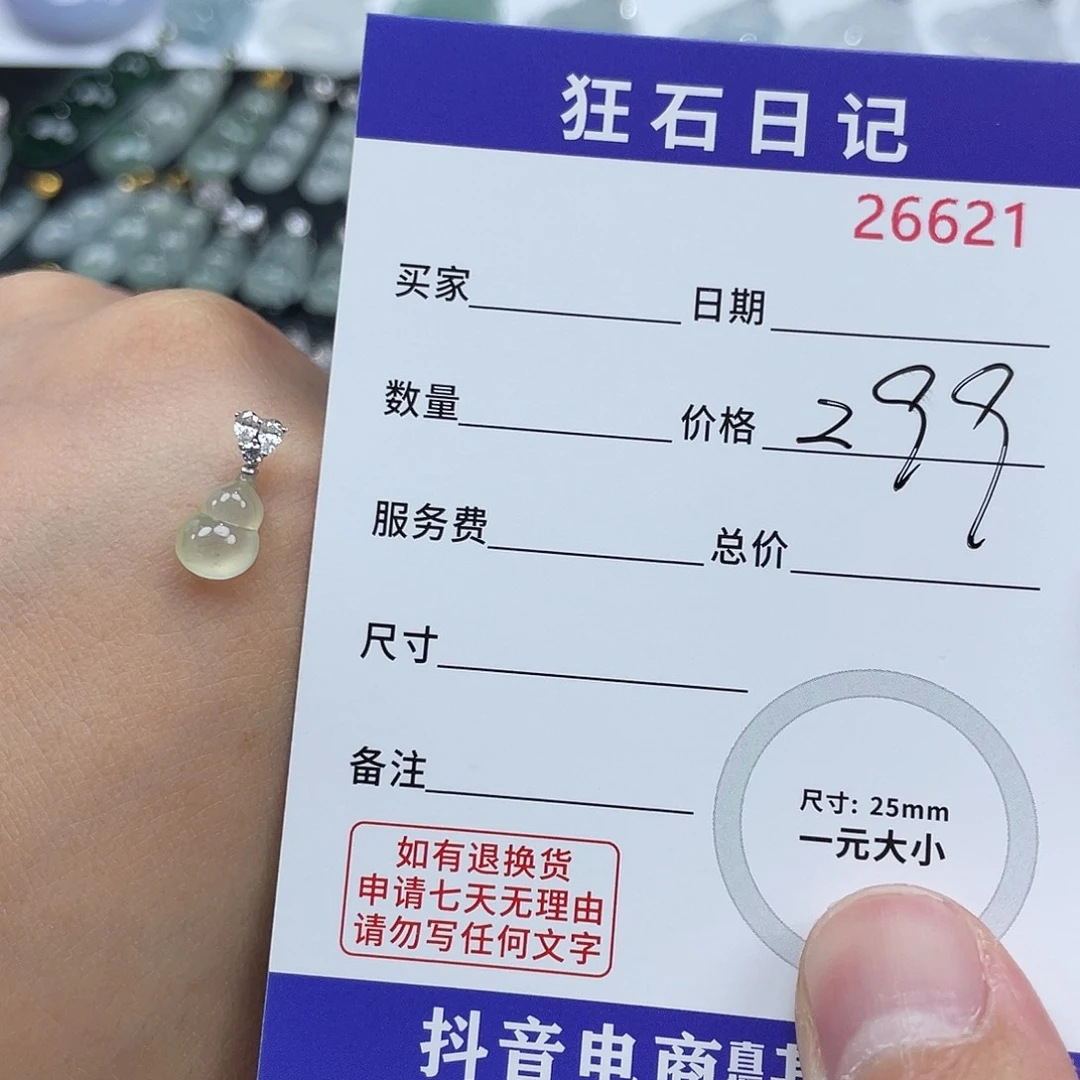 狂石日记
26621
买家 日期
数量 价格 299
服务费 总价
尺寸
备注
尺寸: 25mm
一元大小
如有退换货
申请七天无理由
请勿写任何文字
抖音电商